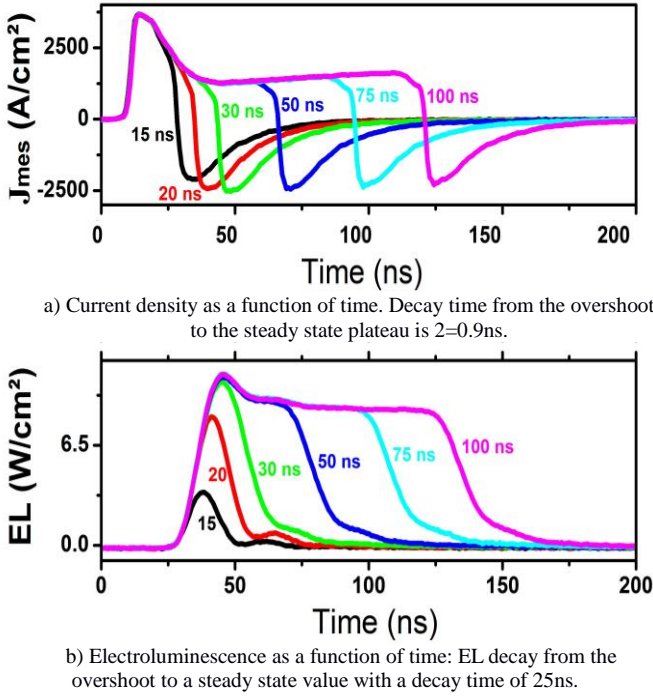 2500
0
-2500
J mes (A/cm²)
15 ns
20 ns
30 ns
50 ns
75 ns
100 ns
0
50
100
150
200
Time (ns)
a) Current density as a function of time. Decay time from the overshoot
to the steady state plateau is 2=0.9ns.
EL (W/cm²)
6.5
0.0
15
20
30 ns
50 ns
75 ns
100 ns
0
50
100
150
200
Time (ns)
b) Electroluminescence as a function of time: EL decay from the
overshoot to a steady state value with a decay time of 25ns.